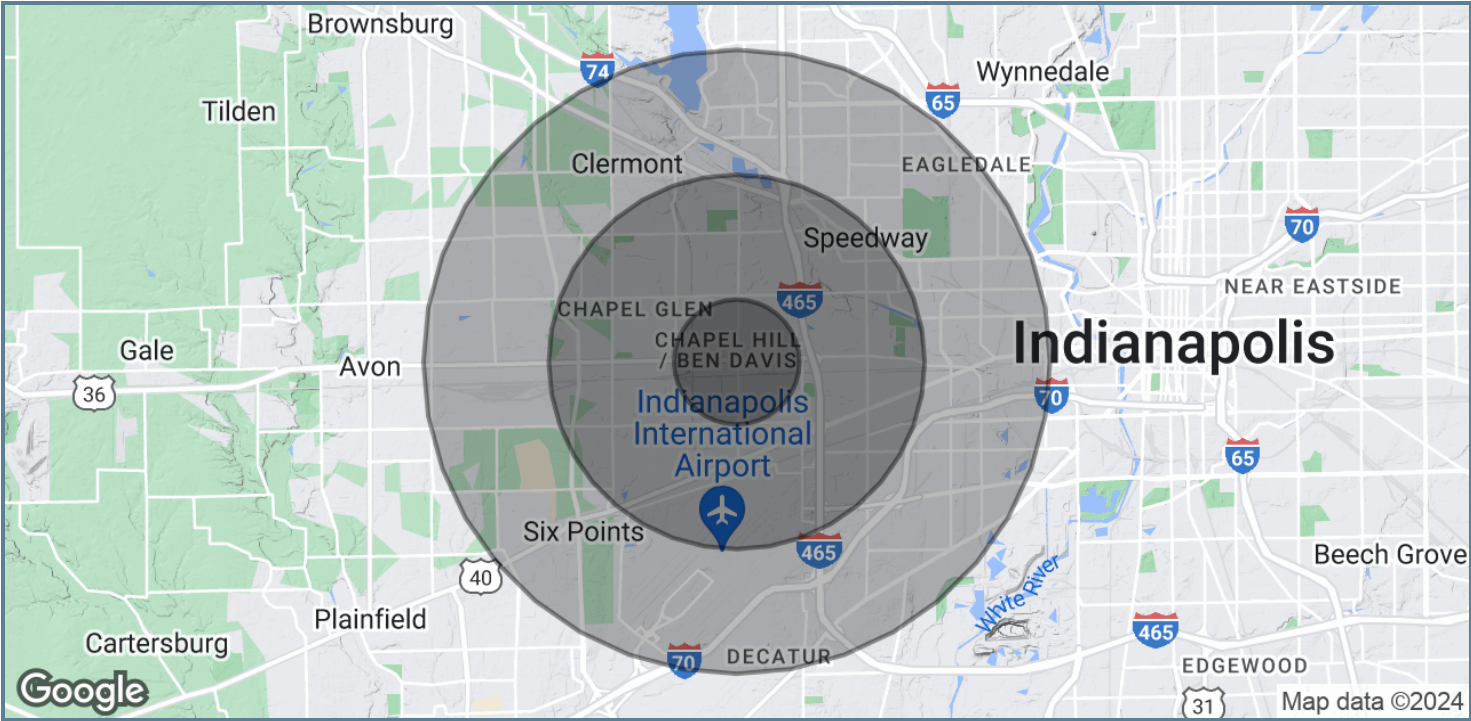 Brownsburg
74
Wynnedale
65
Tilden
Clermont
EAGLEDALE
70
Speedway
NEAR EASTSIDE
465
CHAPEL GLEN
CHAPEL HILL
/ BEN DAVIS
Indianapolis
Gale
Avon
36
70
Indianapolis
International
Airport
65
Six Points
465
Beech Grove
40
White River
Plainfield
465
Cartersburg
DECATUR
70
EDGEWOOD
Google
31
Map data ©2024